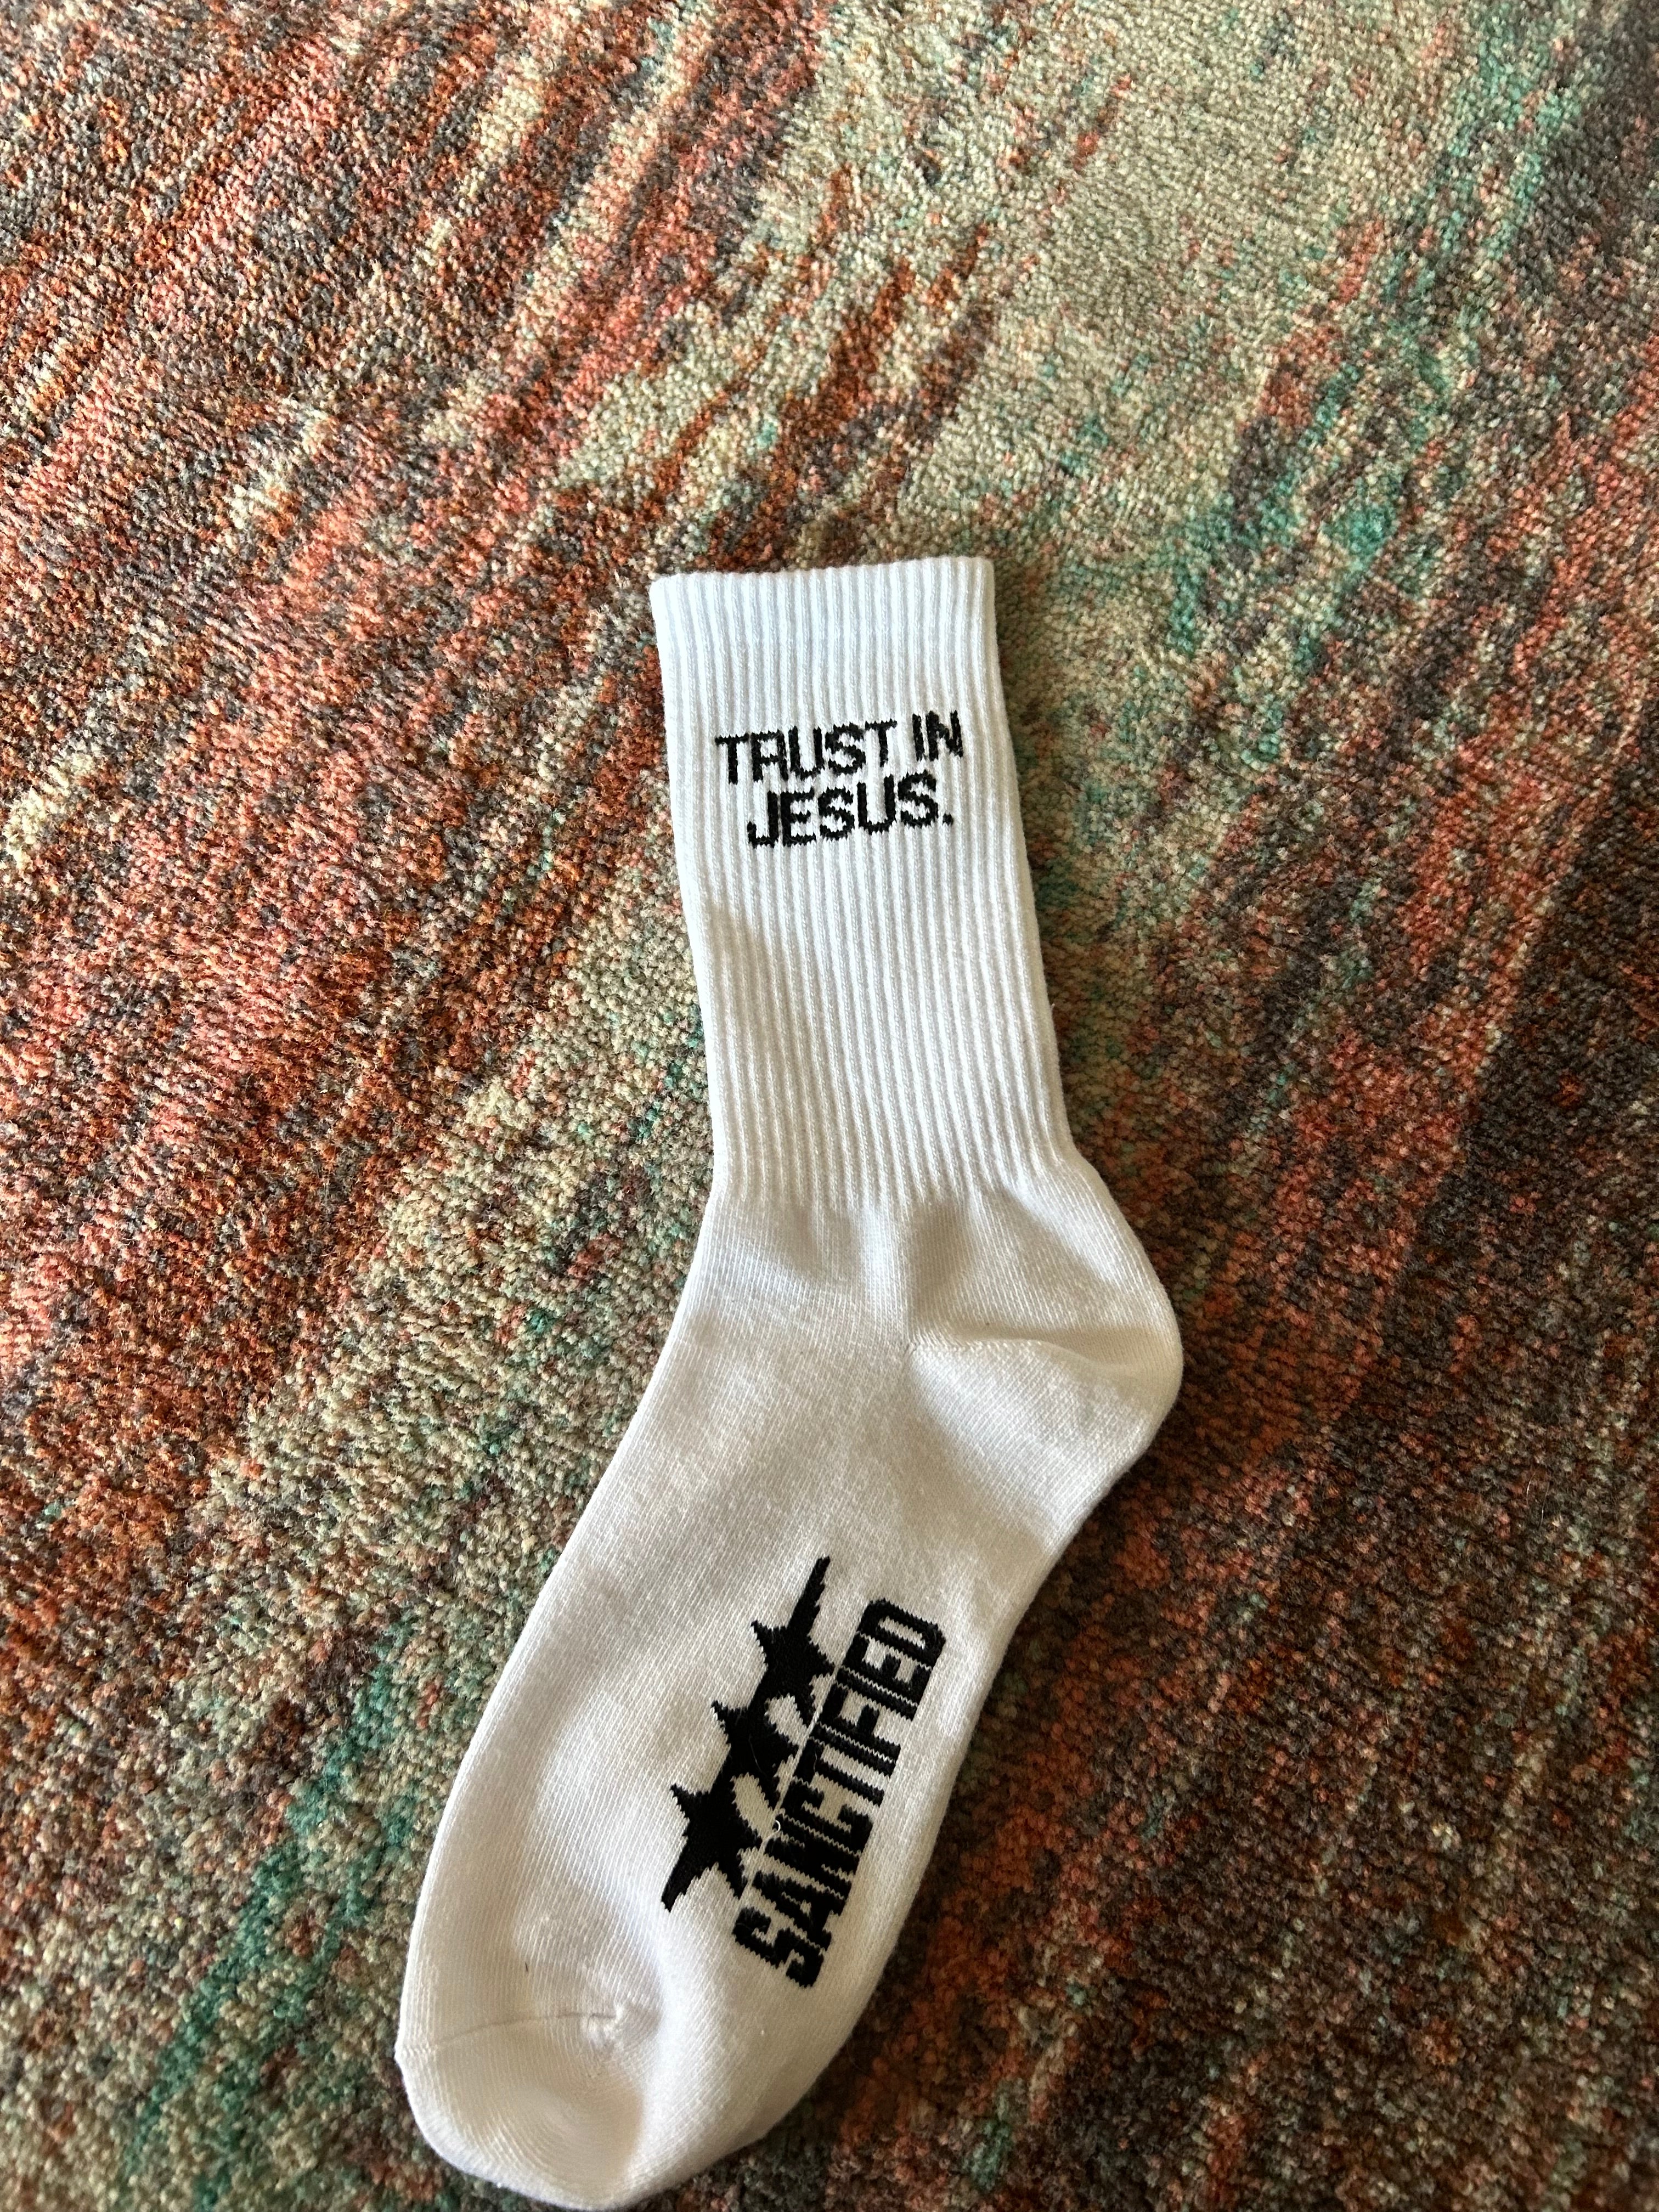 TRUST IN
JESUS.
SANCTIFIED